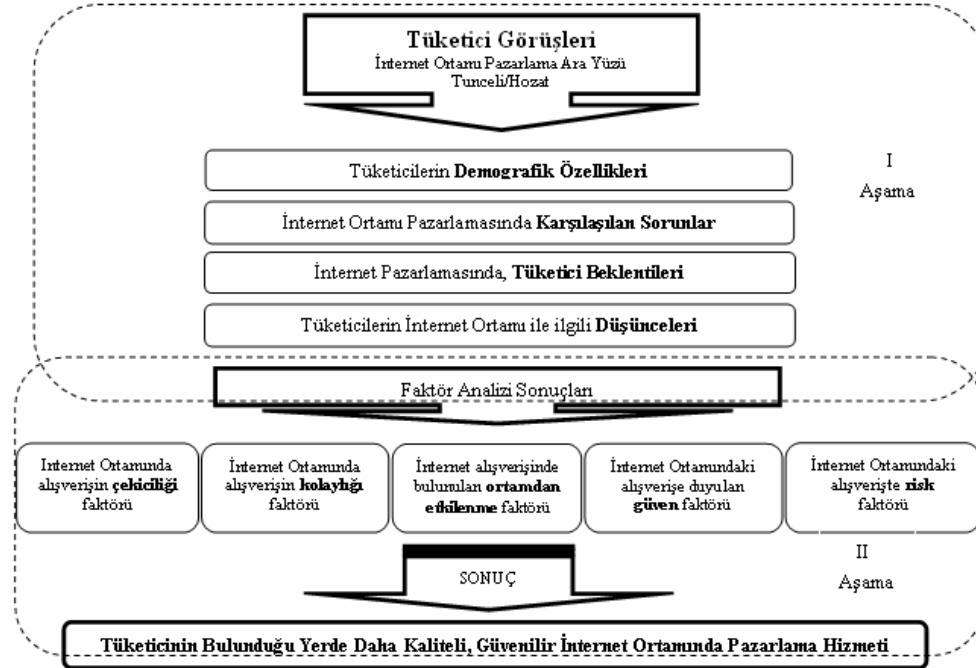 Tüketici Görüşleri
İnternet Ortamı Pazarlama Ara Yüzü
Tunceli/Hozat
I
Aşama
Tüketicilerin Demografik Özellikleri
İnternet Ortamı Pazarlamasında Karşılaşılan Sorunlar
İnternet Pazarlamasında, Tüketici Beklentileri
Tüketicilerin İnternet Ortamı ile ilgili Düşünceleri
Faktör Analizi Sonuçları
Internet Ortamında
alışverişin çekiciliği
faktörü
İnternet Ortamında
alışverişin kolaylığı
faktörü
İnternet alışverişinde
bulunulan ortamdan
etkilenme faktörü
İnternet Ortamındaki
alışverişe duyulan
güven faktörü
İnternet Ortamındaki
alışverişte risk
faktörü
II
Aşama
SONUÇ
Tüketicinin Bulunduğu Yerde Daha Kaliteli, Güvenilir İnternet Ortamında Pazarlama Hizmeti